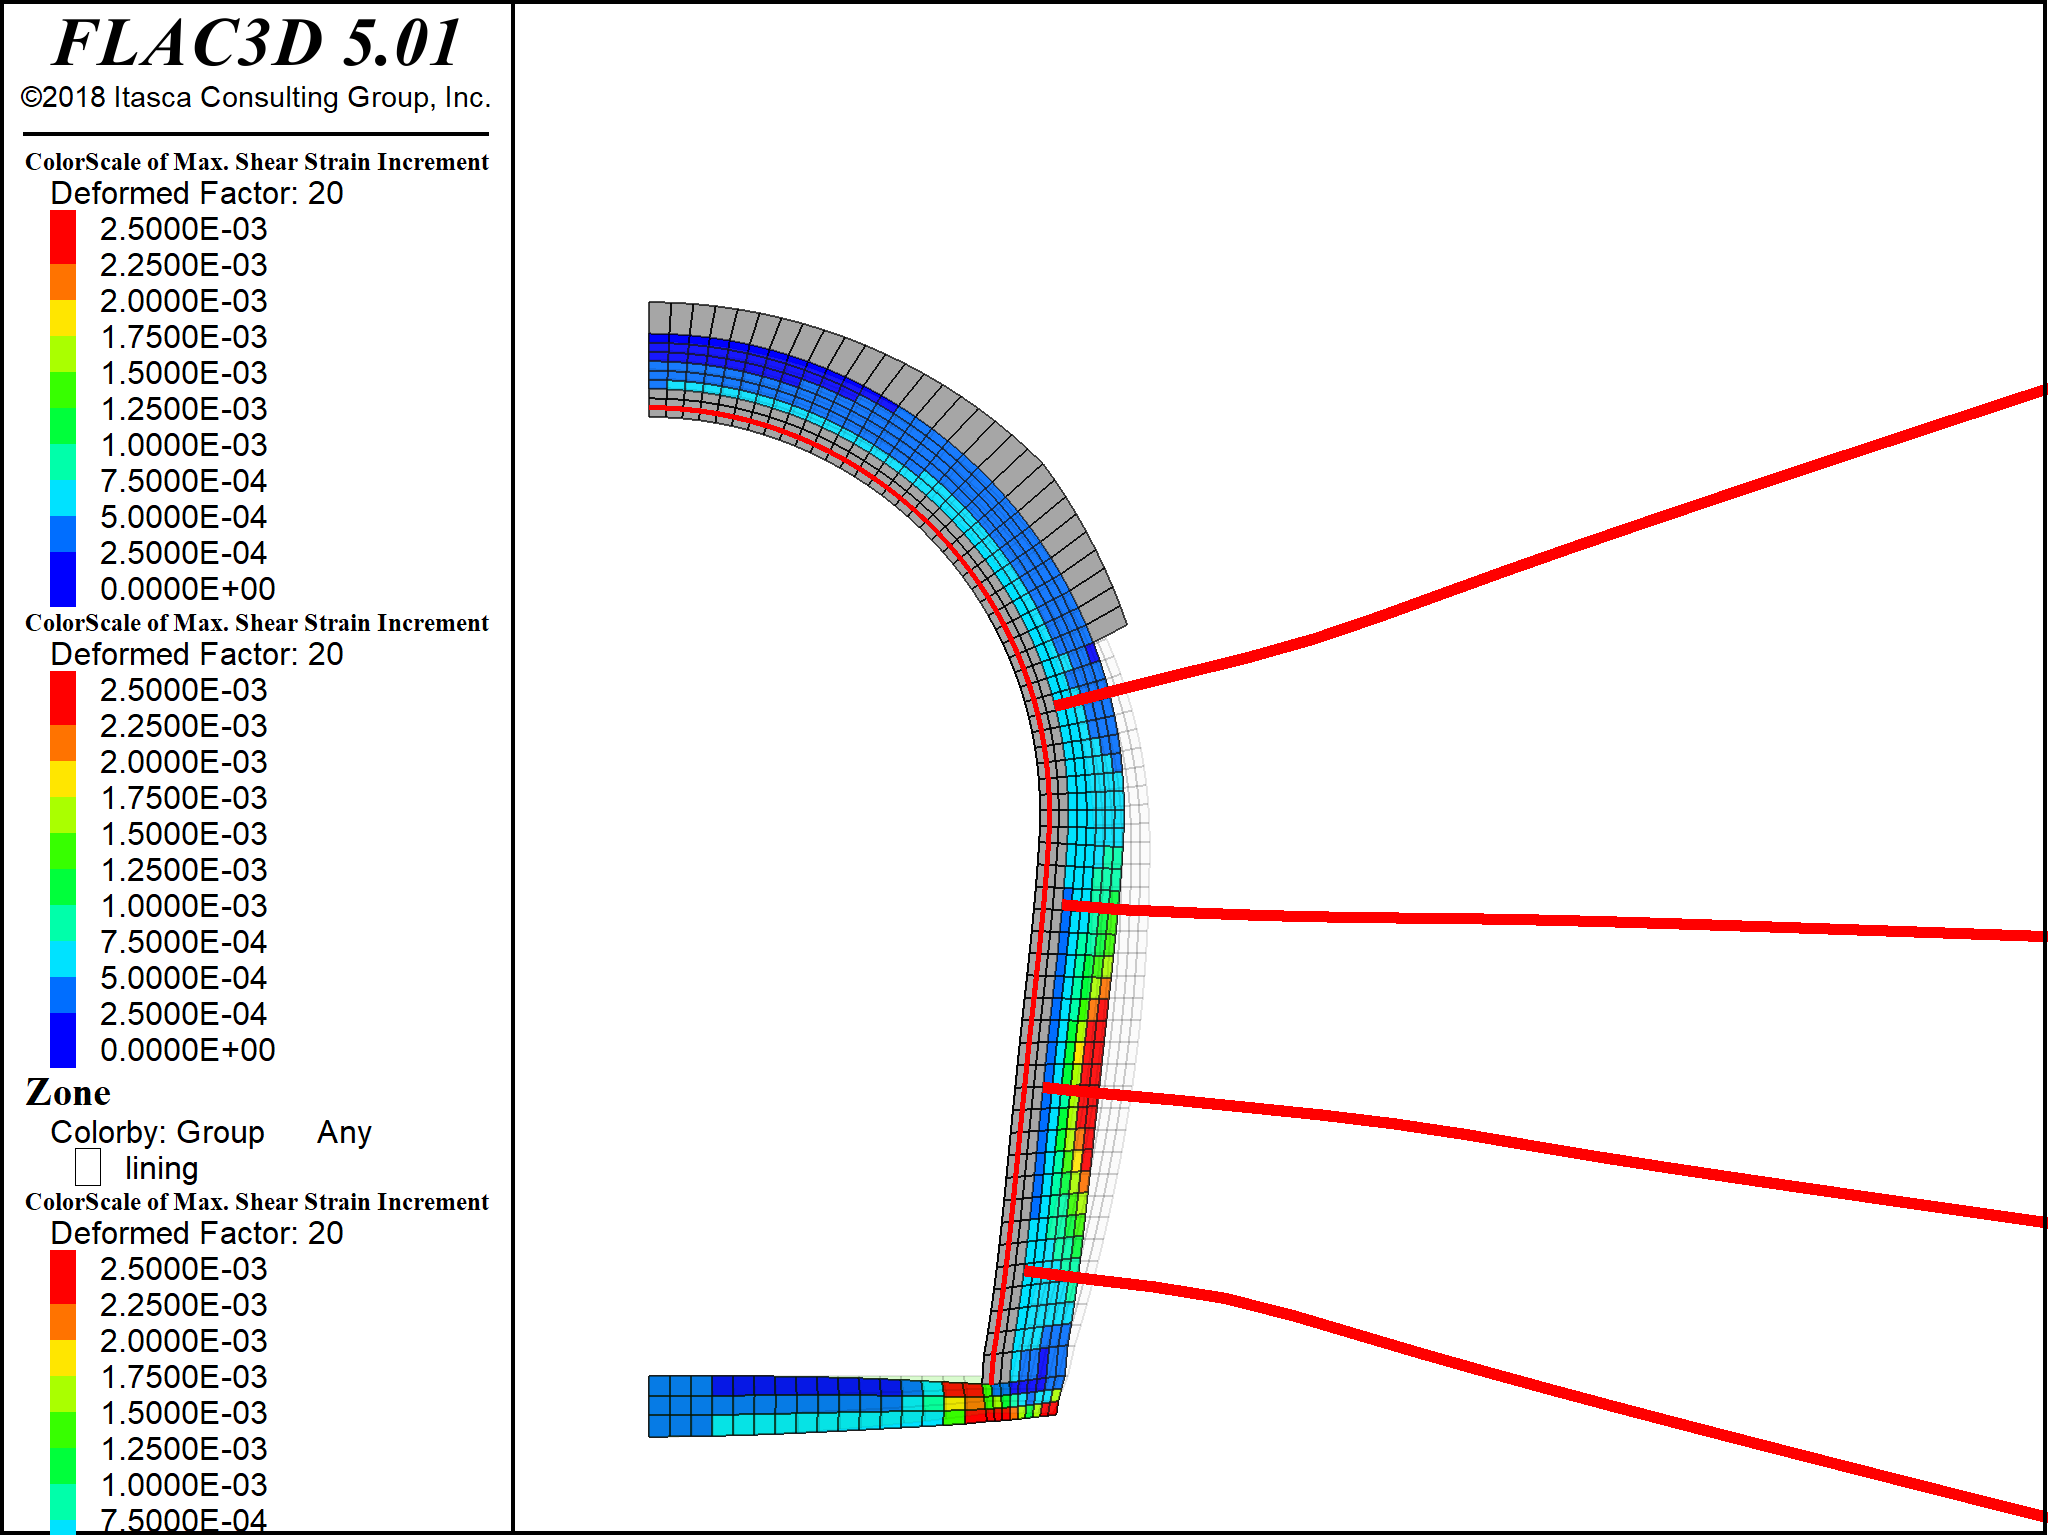 FLAC3D 5.01
©2018 Itasca Consulting Group, Inc.
ColorScale of Max. Shear Strain Increment
Deformed Factor: 20
2.5000E-03
2.2500E-03
2.0000E-03
1.7500E-03
1.5000E-03
1.2500E-03
1.0000E-03
7.5000E-04
5.0000E-04
2.5000E-04
0.0000E+00
ColorScale of Max. Shear Strain Increment
Deformed Factor: 20
2.5000E-03
2.2500E-03
2.0000E-03
1.7500E-03
1.5000E-03
1.2500E-03
1.0000E-03
7.5000E-04
5.0000E-04
2.5000E-04
0.0000E+00
Zone
Colorby: Group Any
lining
ColorScale of Max. Shear Strain Increment
Deformed Factor: 20
2.5000E-03
2.2500E-03
2.0000E-03
1.7500E-03
1.5000E-03
1.2500E-03
1.0000E-03
7.5000E-04